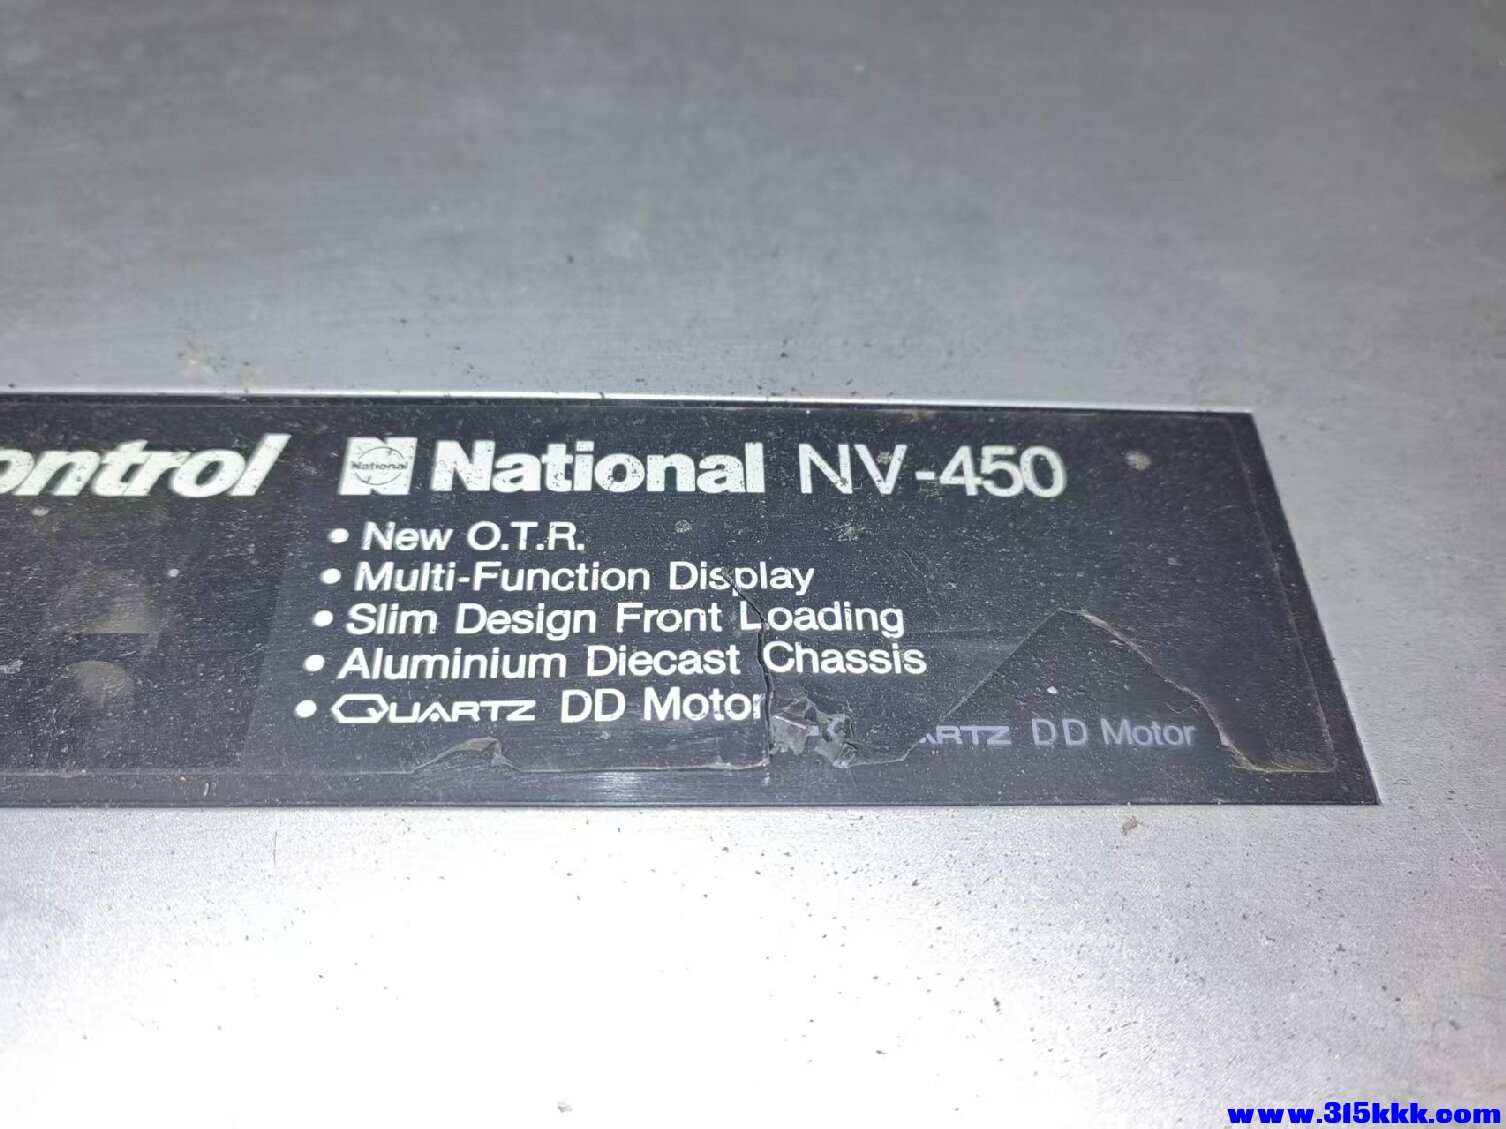 ontrol
National National NV-450
• New O.T.R.
• Multi-Function Display
• Slim Design Front Loading
• Aluminium Diecast Chassis
• QUARTZ DD Motor
ARTZ DD Motor
www.315kkk.com